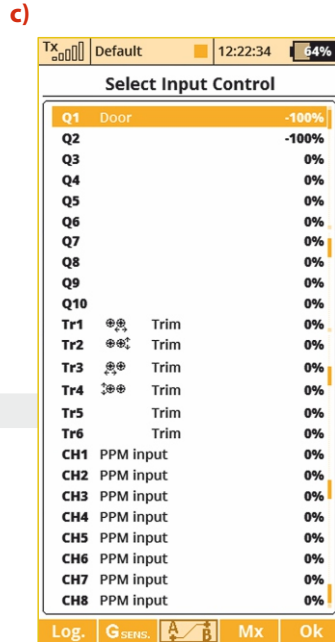 c)
Tx Default 12:22:34 64%
Select Input Control
Q1 Door -100%
Q2 -100%
Q3 0%
Q4 0%
Q5 0%
Q6 0%
Q7 0%
Q8 0%
Q9 0%
Q10 0%
Tr1 Trim 0%
Tr2 Trim 0%
Tr3 Trim 0%
Tr4 Trim 0%
Tr5 Trim 0%
Tr6 Trim 0%
CH1 PPM input 0%
CH2 PPM input 0%
CH3 PPM input 0%
CH4 PPM input 0%
CH5 PPM input 0%
CH6 PPM input 0%
CH7 PPM input 0%
CH8 PPM input 0%
Log. GSENS. A B Mx Ok